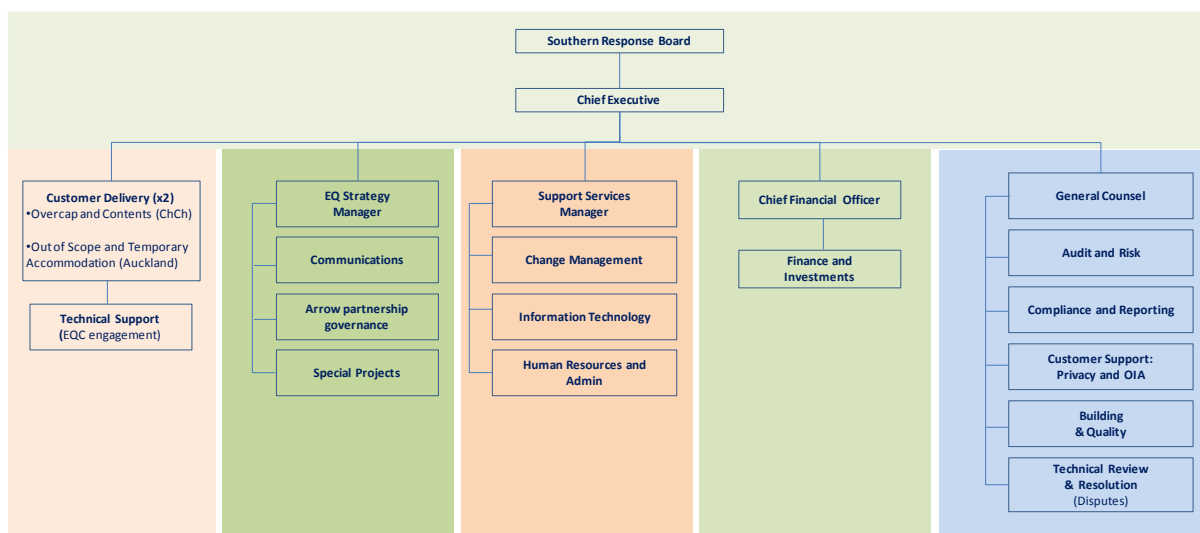 Southern Response Board
Chief Executive
Customer Delivery (x2)
•Overcap and Contents (ChCh)
•Out of Scope and Temporary
Accommodation (Auckland)
Technical Support
(EQC engagement)
EQ Strategy
Manager
Communications
Arrow partnership
governance
Special Projects
Support Services
Manager
Change Management
Information Technology
Human Resources and
Admin
Chief Financial Officer
Finance and
Investments
General Counsel
Audit and Risk
Compliance and Reporting
Customer Support:
Privacy and OIA
Building
& Quality
Technical Review
& Resolution
(Disputes)